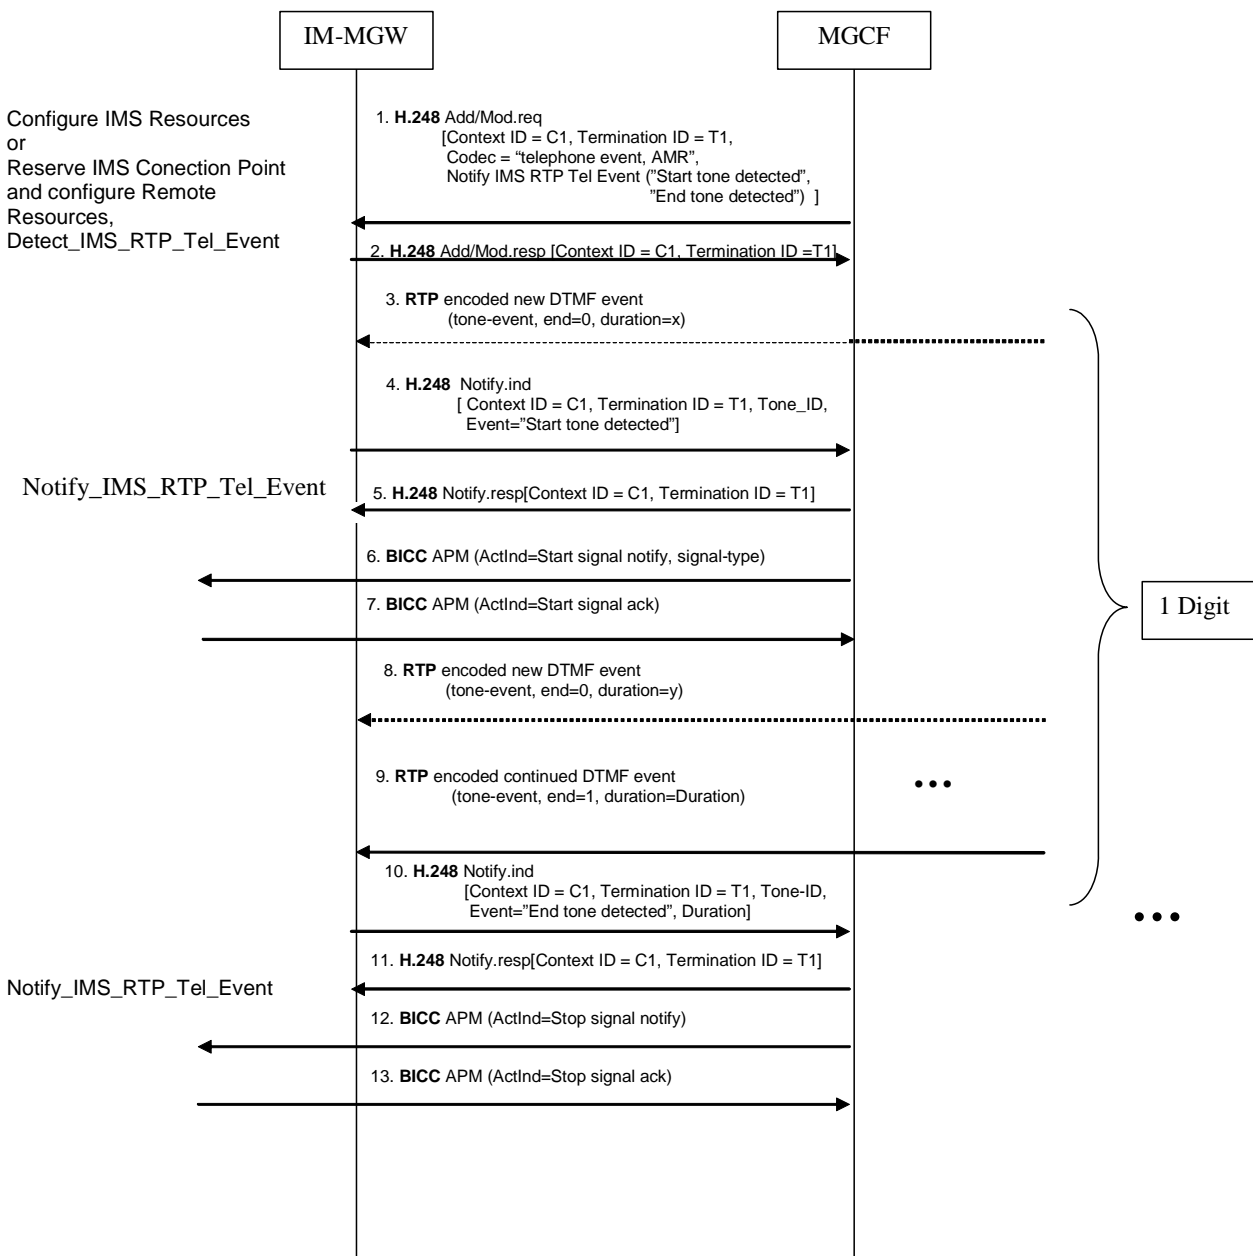 IM-MGW
MGCF
Configure IMS Resources
or
Reserve IMS Conection Point
and configure Remote
Resources,
Detect_IMS_RTP_Tel_Event
1. H.248 Add/Mod.req
[Context ID = C1, Termination ID = T1,
Codec = “telephone event, AMR”,
Notify IMS RTP Tel Event (”Start tone detected”,
”End tone detected”)  ]
2. H.248 Add/Mod.resp [Context ID = C1, Termination ID =T1]
3. RTP encoded new DTMF event
(tone-event, end=0, duration=x)
4. H.248  Notify.ind
[ Context ID = C1, Termination ID = T1, Tone_ID,
Event=”Start tone detected”]
Notify_IMS_RTP_Tel_Event
5. H.248 Notify.resp[Context ID = C1, Termination ID = T1]
6. BICC APM (ActInd=Start signal notify, signal-type)
7. BICC APM (ActInd=Start signal ack)
1 Digit
8. RTP encoded new DTMF event
(tone-event, end=0, duration=y)
9. RTP encoded continued DTMF event
(tone-event, end=1, duration=Duration)
...
10. H.248 Notify.ind
[Context ID = C1, Termination ID = T1, Tone-ID,
Event=”End tone detected”, Duration]
...
11. H.248 Notify.resp[Context ID = C1, Termination ID = T1]
Notify_IMS_RTP_Tel_Event
12. BICC APM (ActInd=Stop signal notify)
13. BICC APM (ActInd=Stop signal ack)